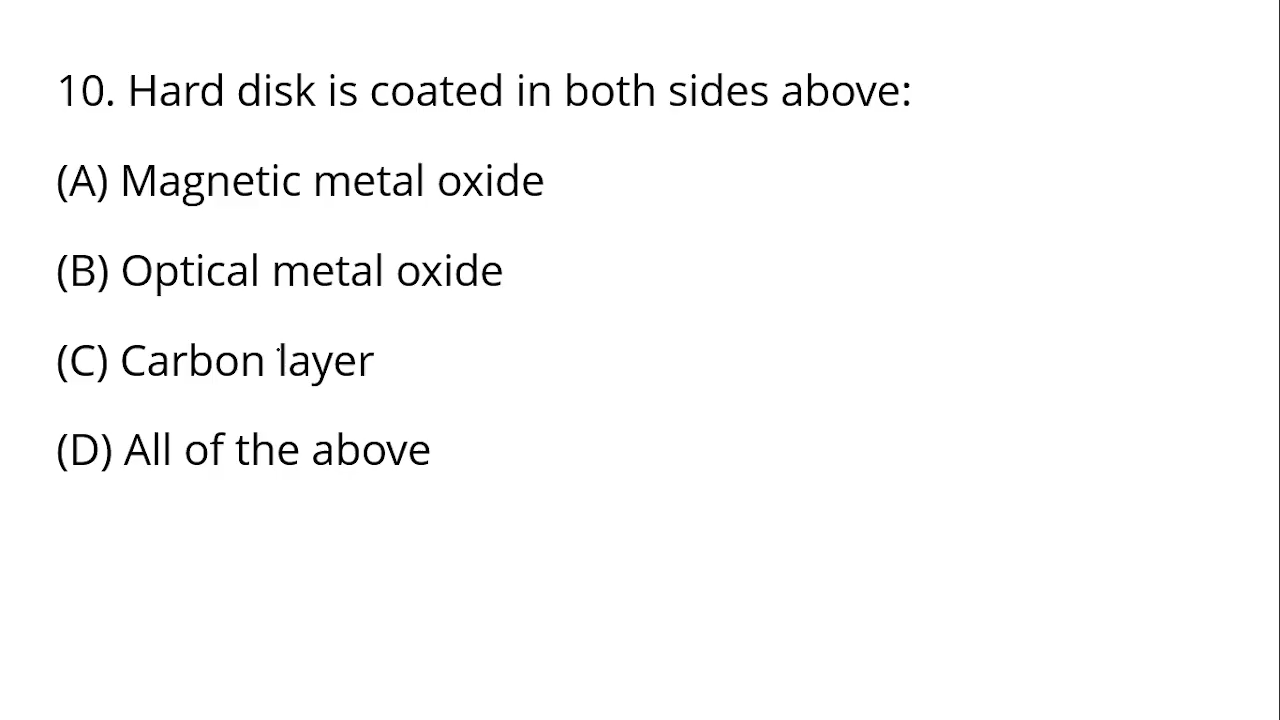 10. Hard disk is coated in both sides above:
(A) Magnetic metal oxide
(B) Optical metal oxide
(C) Carbon layer
(D) All of the above